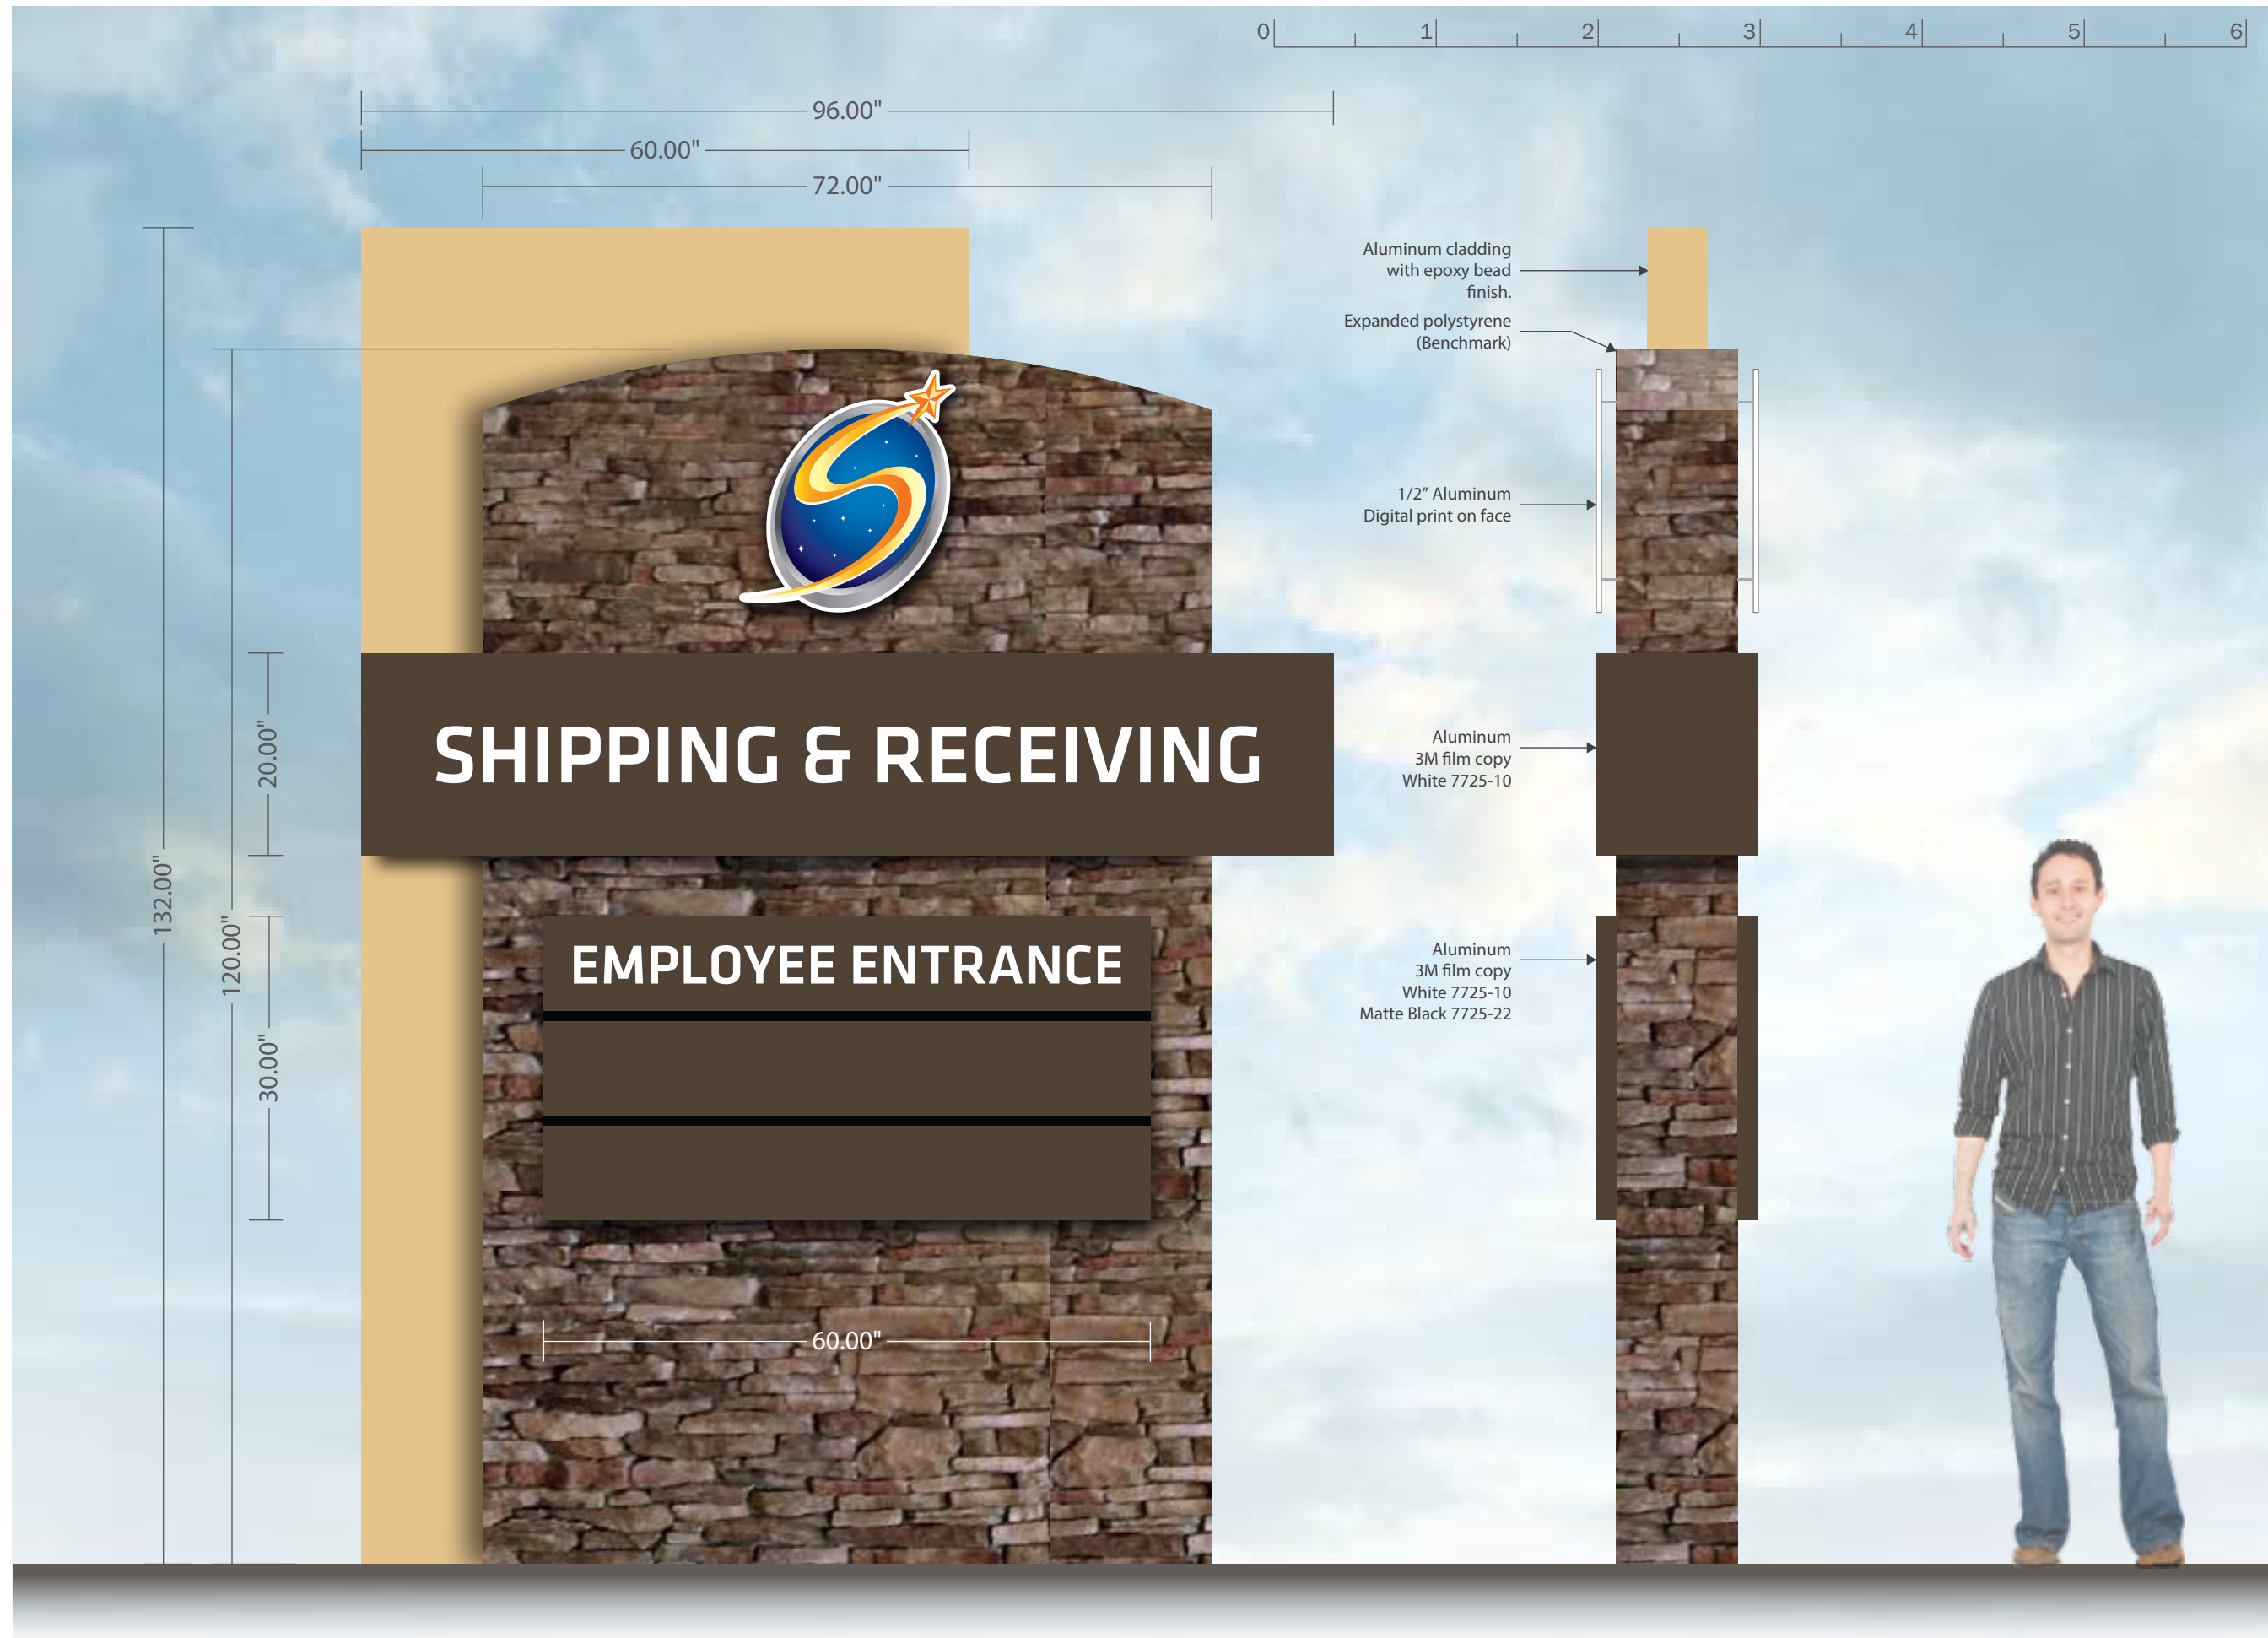 0 1 2 3 4 5 6
96.00"
60.00"
72.00"
Aluminum cladding
with epoxy bead
finish.
Expanded polystyrene
(Benchmark)
1/2” Aluminum
Digital print on face
S
SHIPPING & RECEIVING
20.00"
Aluminum
3M film copy
White 7725-10
132.00"
120.00"
EMPLOYEE ENTRANCE
Aluminum
3M film copy
White 7725-10
Matte Black 7725-22
30.00"
60.00"